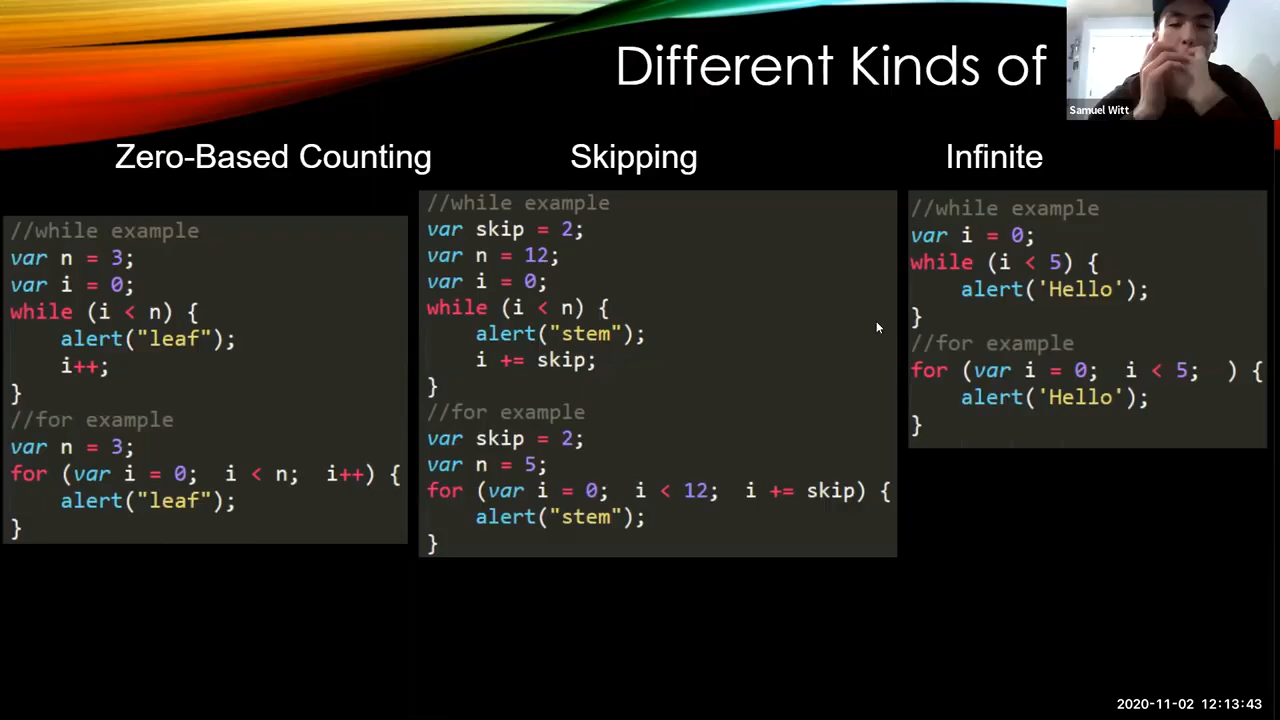 Different Kinds of
Samuel Witt
Zero-Based Counting
//while example
var n = 3;
var i = 0;
while (i < n) {
    alert("leaf");
    i++;
}
//for example
var n = 3;
for (var i = 0;  i < n;  i++) {
    alert("leaf");
}
Skipping
//while example
var skip = 2;
var n = 12;
var i = 0;
while (i < n) {
    alert("stem");
    i += skip;
}
//for example
var skip = 2;
var n = 5;
for (var i = 0;  i < 12;  i += skip) {
    alert("stem");
}
Infinite
//while example
var i = 0;
while (i < 5) {
    alert('Hello');
}
//for example
for (var i = 0;  i < 5;  ) {
    alert('Hello');
}
2020-11-02 12:13:43